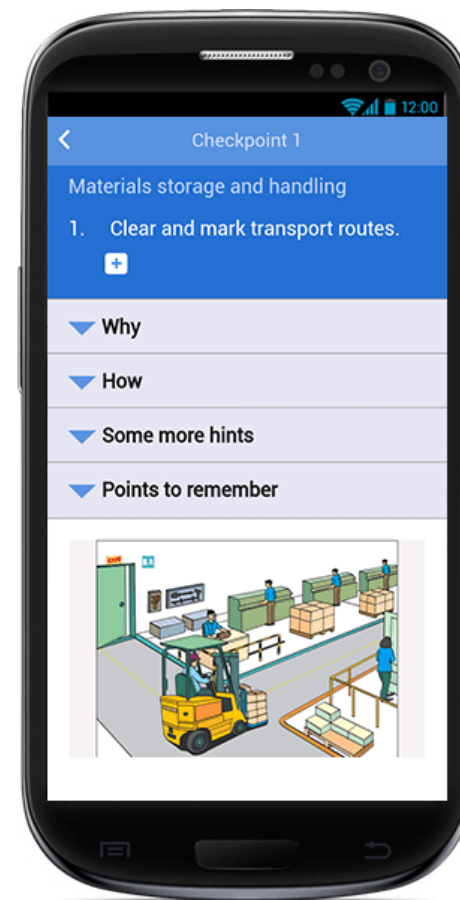 12:00
Checkpoint 1
Materials storage and handling
1. Clear and mark transport routes.
Why
How
Some more hints
Points to remember
EXIT